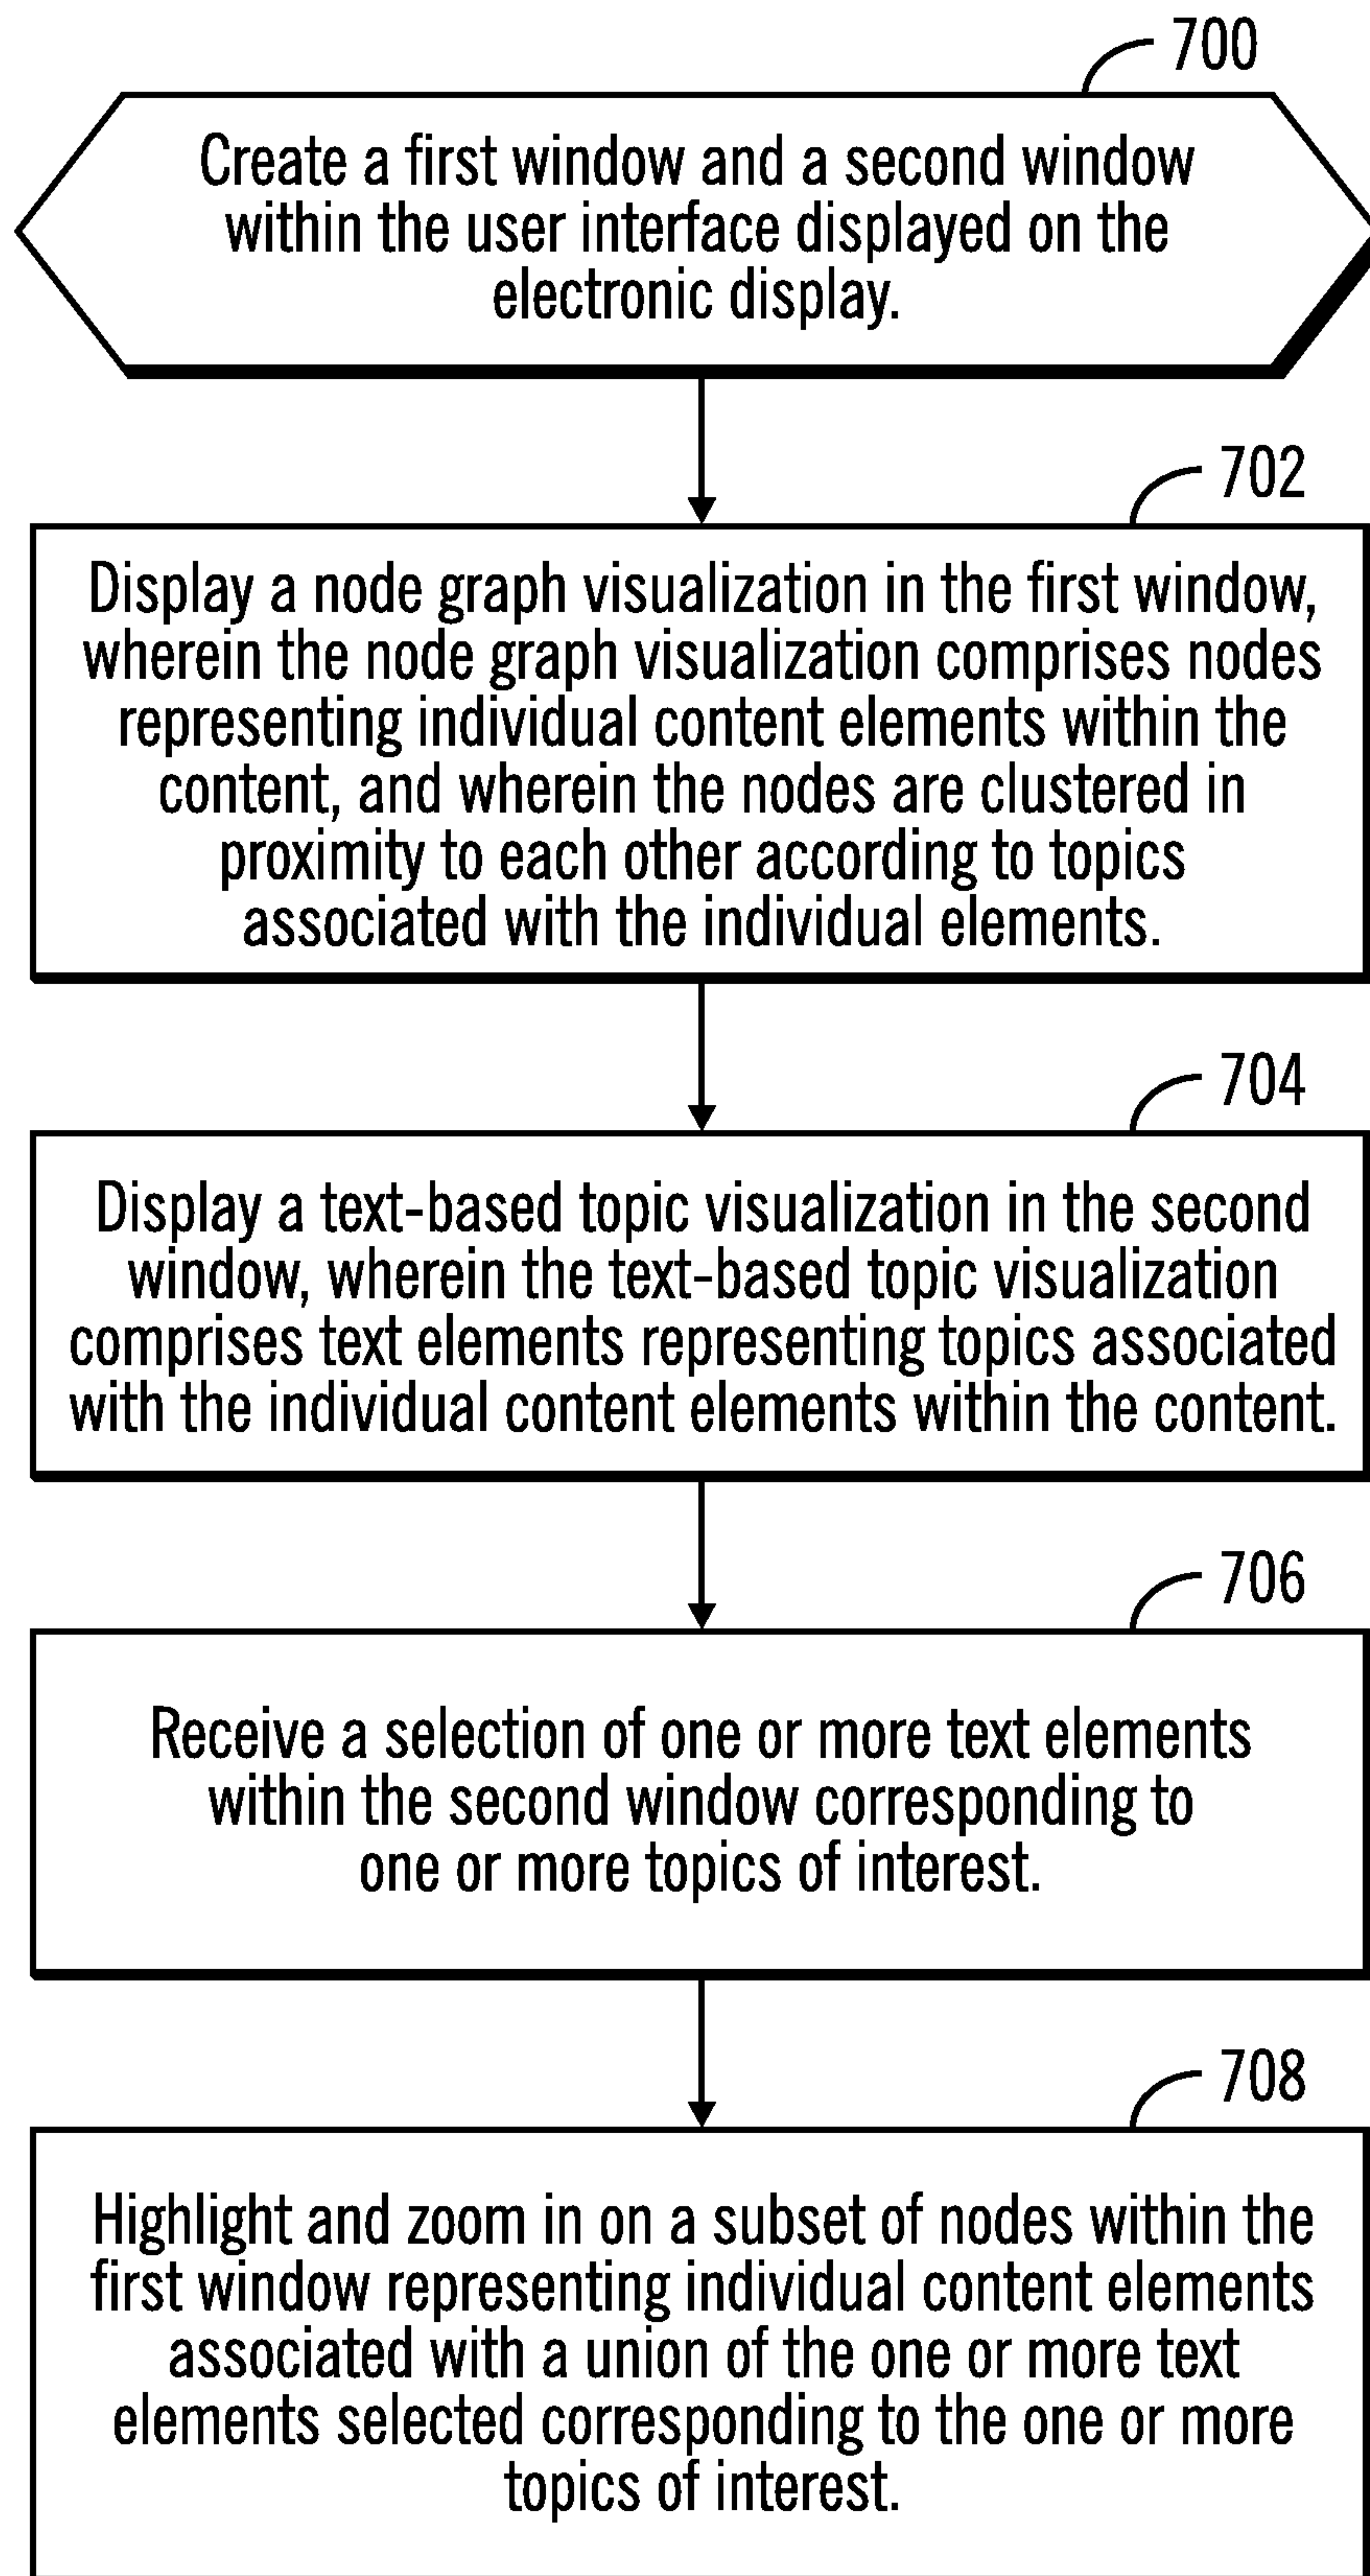 700
Create a first window and a second window
within the user interface displayed on the
electronic display.
702
Display a node graph visualization in the first window,
wherein the node graph visualization comprises nodes
representing individual content elements within the
content, and wherein the nodes are clustered in
proximity to each other according to topics
associated with the individual elements.
704
Display a text-based topic visualization in the second
window, wherein the text-based topic visualization
comprises text elements representing topics associated
with the individual content elements within the content.
706
Receive a selection of one or more text elements
within the second window corresponding to
one or more topics of interest.
708
Highlight and zoom in on a subset of nodes within the
first window representing individual content elements
associated with a union of the one or more text
elements selected corresponding to the one or more
topics of interest.